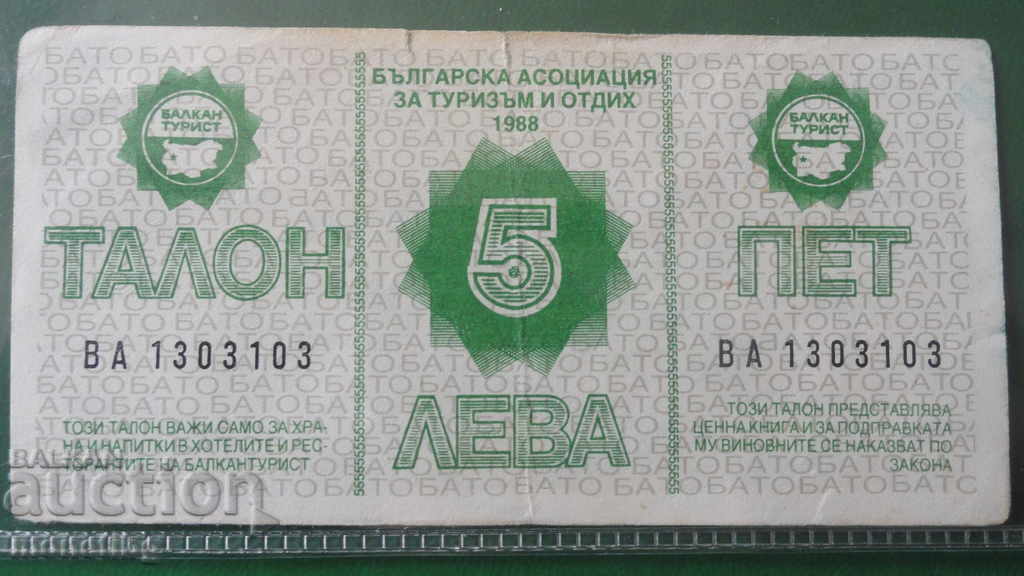 БАЛКАН
ТУРИСТ
ТАЛОН
ВА 1303103
ТОЗИ ТАЛОН ВАЖИ САМО ЗА ХРА-
НА И НАПИТКИ В ХОТЕЛИТЕ И РЕС-
ТОРАНТИТЕ НА БАЛКАНТУРИСТ
БЪЛГАРСКА АСОЦИАЦИЯ
ЗА ТУРИЗЪМ И ОТДИХ
1988
5
ЛЕВА
БАЛКАН
ТУРИСТ
ПЕТ
ВА 1303103
ТОЗИ ТАЛОН ПРЕДСТАВЛЯВА
ЦЕННА КНИГА И ЗА ПОДПРАВКАТА
МУ ВИНОВНИТЕ СЕ НАКАЗВАТ ПО
ЗАКОНА
BALKAN
auction